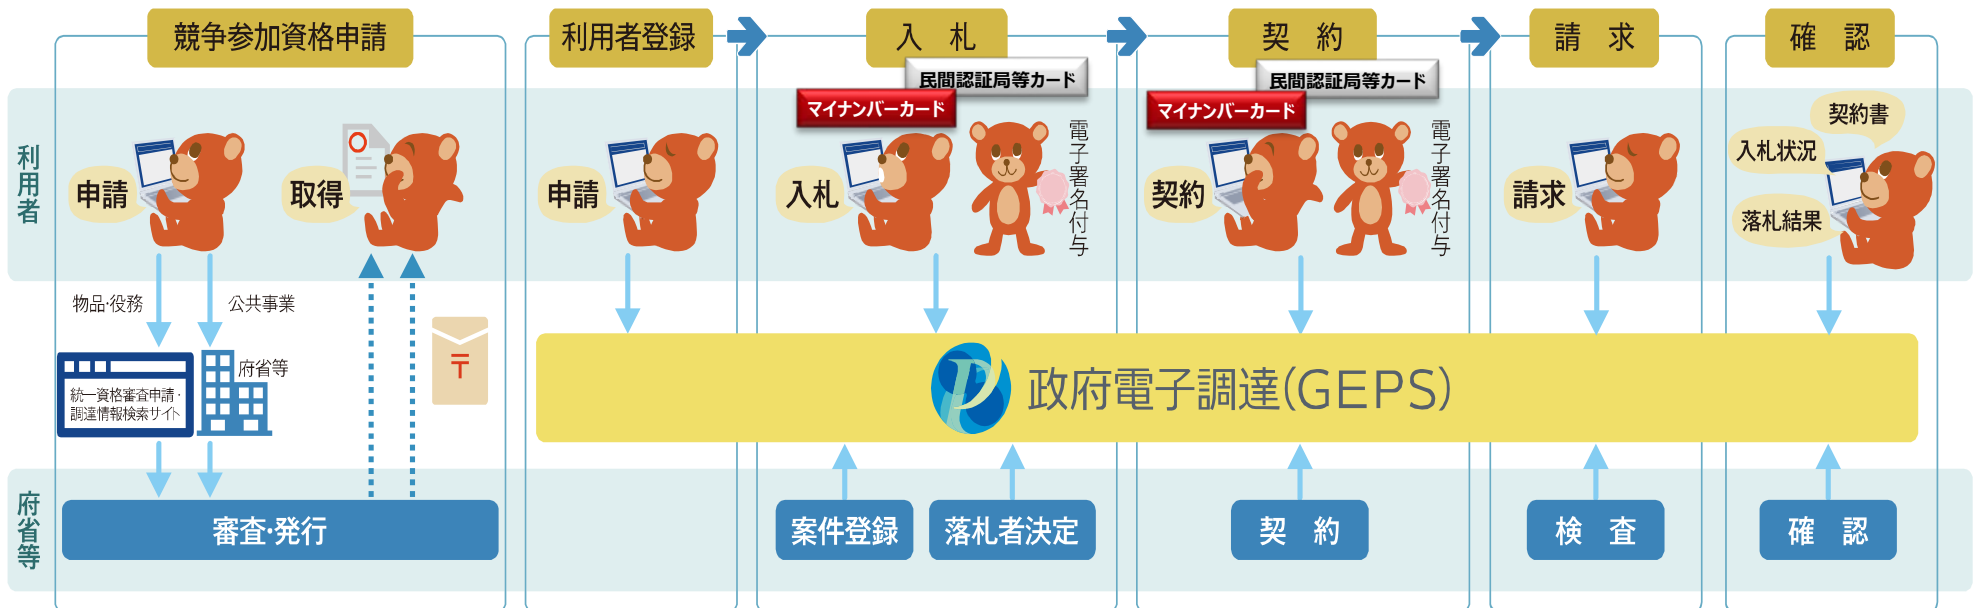 競争参加資格申請
利用者登録
入　札
契　約
請　求
確　認
民間認証局等カード
マイナンバーカード
民間認証局等カード
マイナンバーカード
利用者
申請
取得
申請
入札
電子署名付与
契約
電子署名付与
請求
契約書
入札状況
落札結果
物品・役務
公共事業
統一資格審査申請・
調達情報検索サイト
府省等
〒
政府電子調達(GEPS)
府省等
審査・発行
案件登録
落札者決定
契　約
検　査
確　認